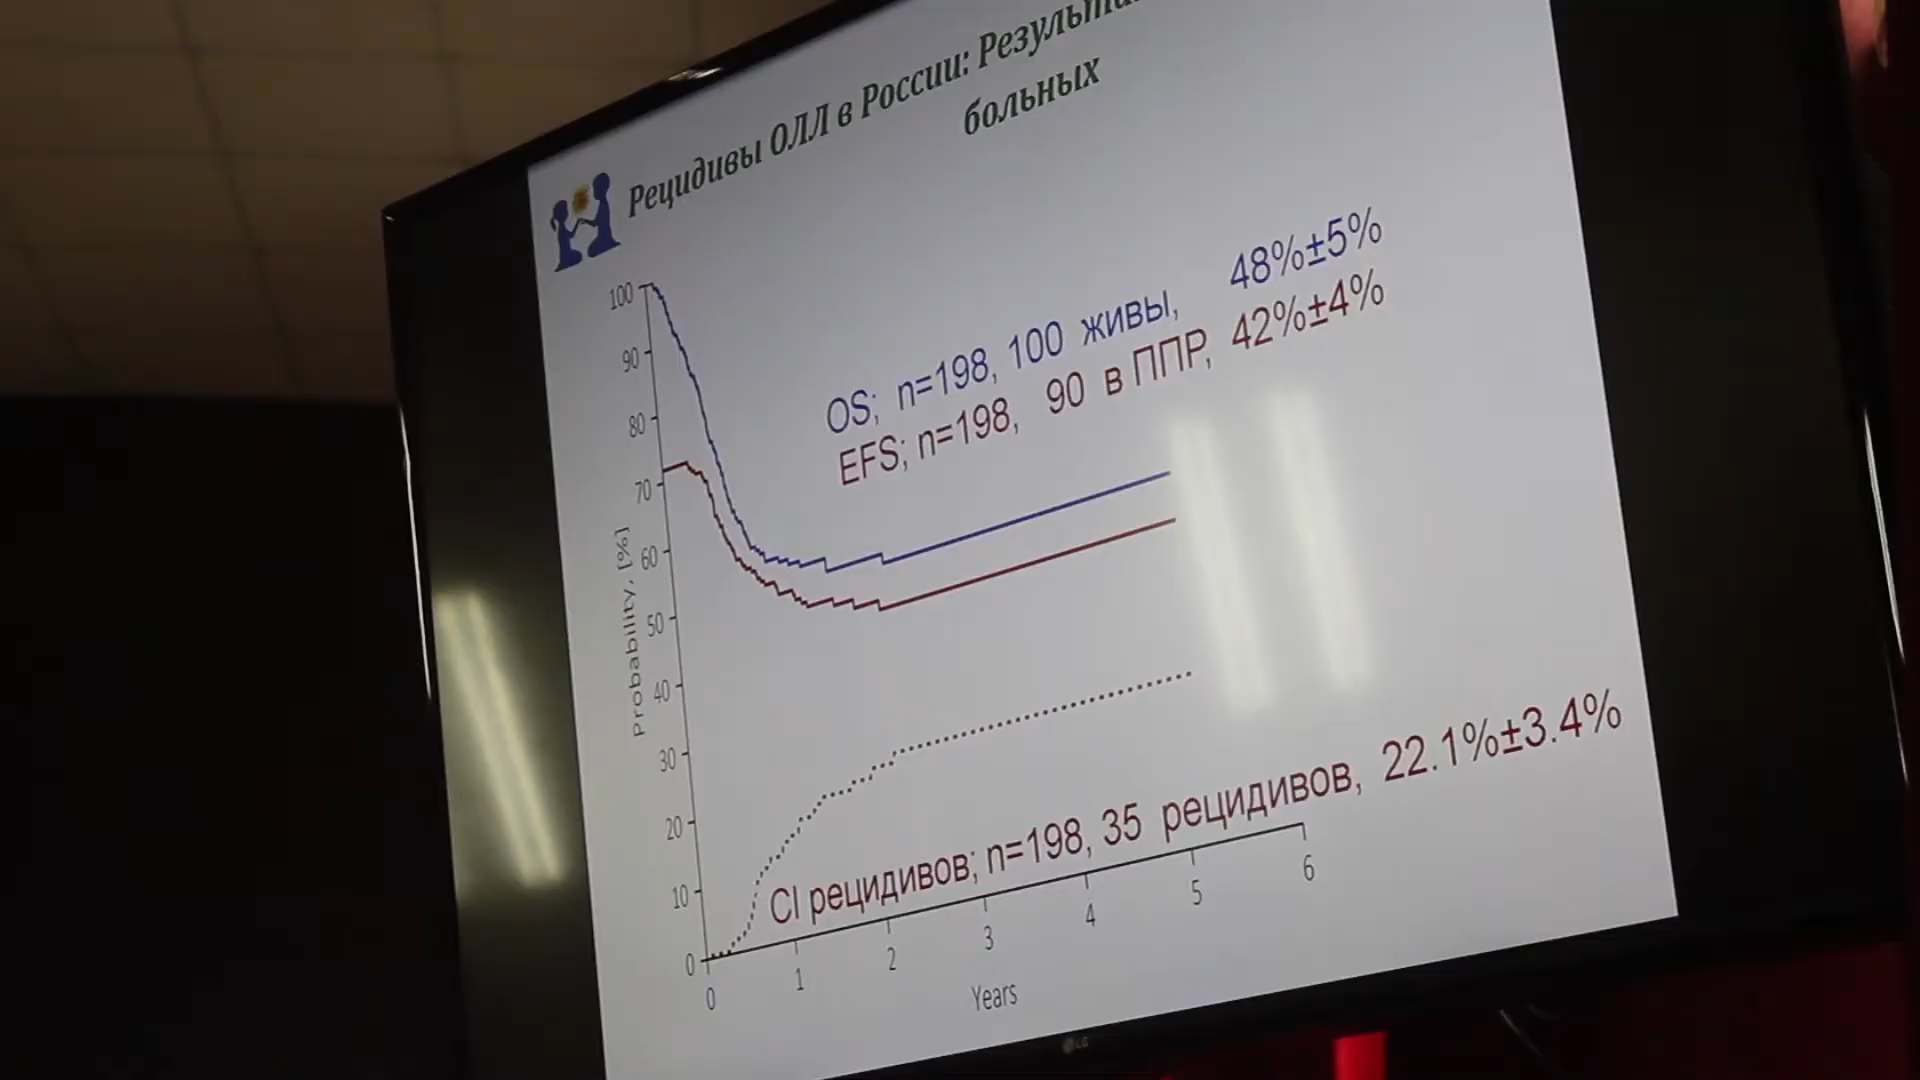 Рецидивы ОЛЛ в России:
больных
100
90
80
70
60
50
40
30
20
10
0
Probability, [%]
OS; n=198, 100 живы, 48%±5%
EFS; n=198, 90 в ППР, 42%±4%
CI рецидивов; n=198, 35 рецидивов, 22.1%±3.4%
0 1 2 3 4 5 6
Years
LG